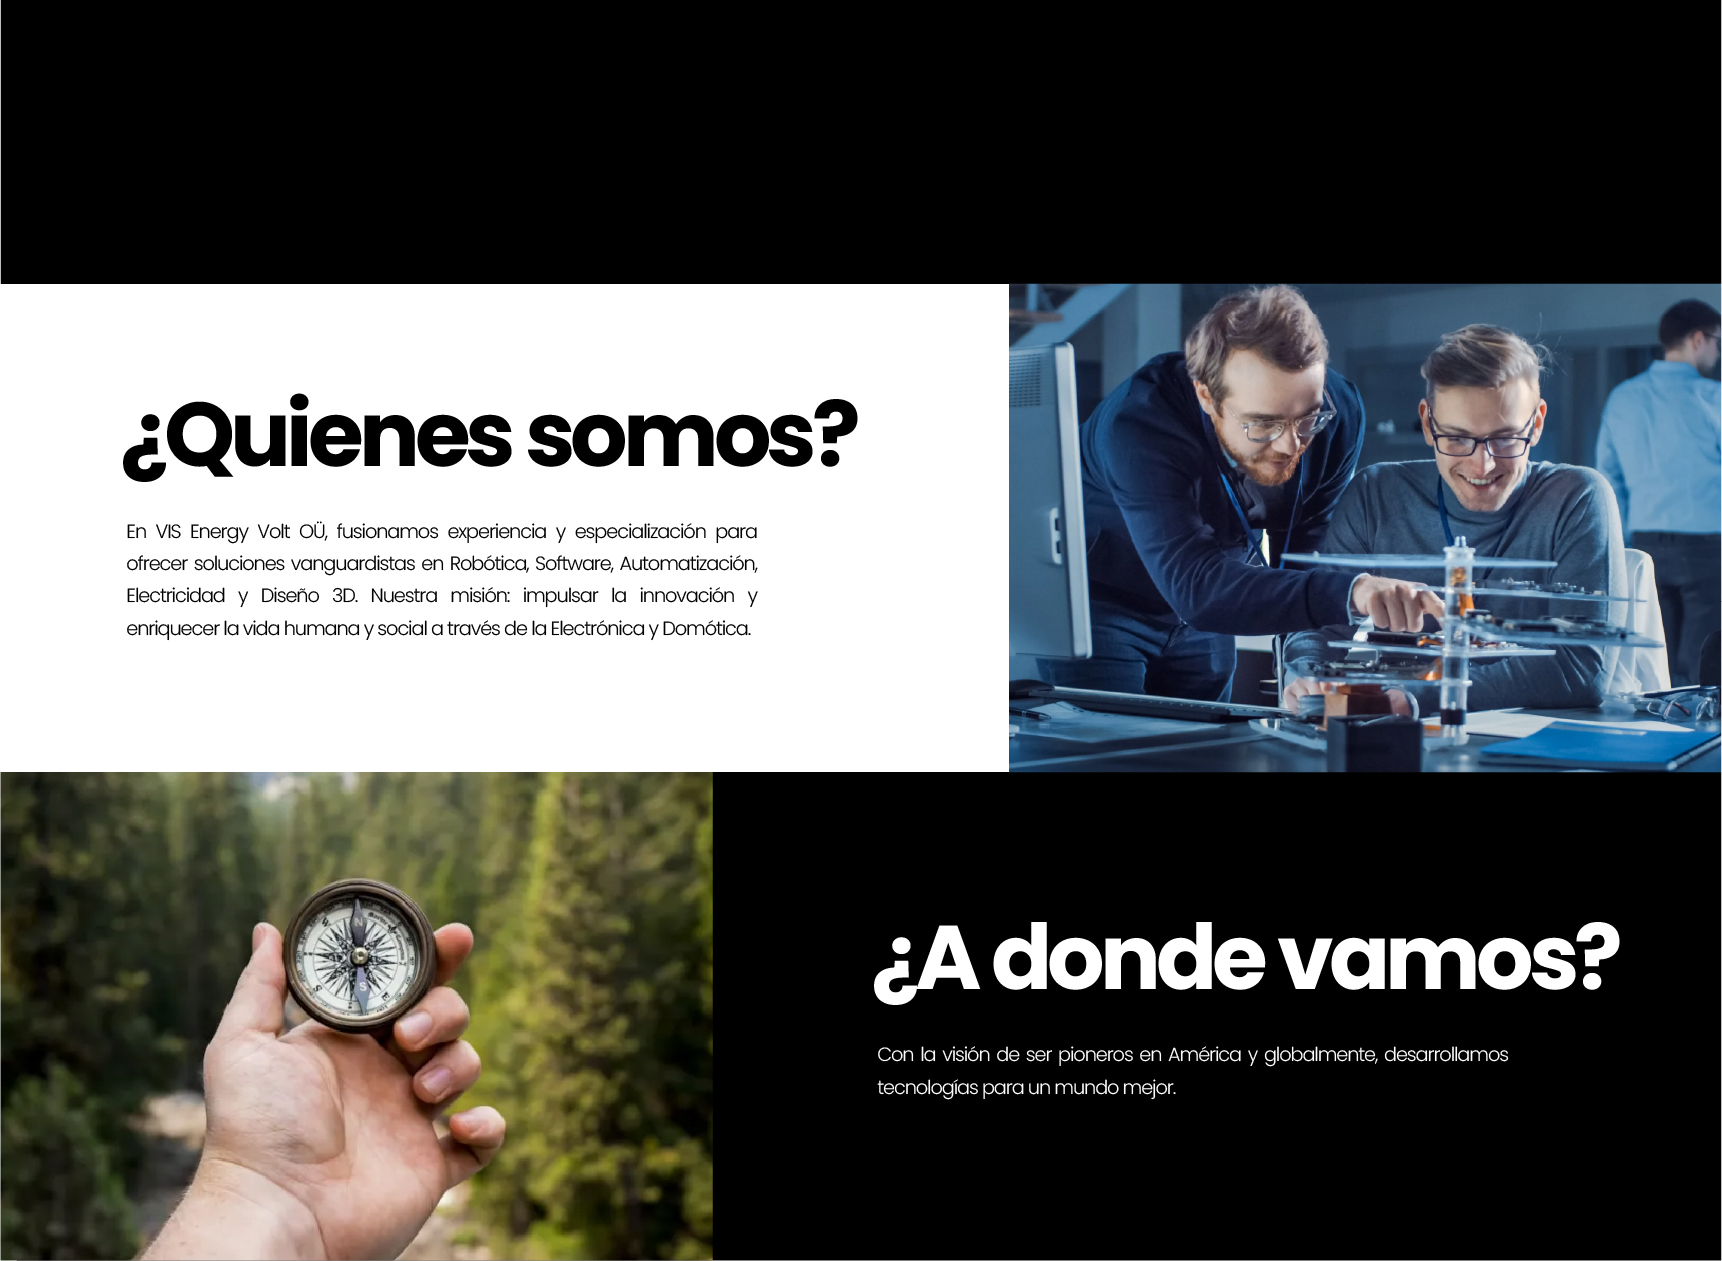 ¿Quienes somos?
En VIS Energy Volt OÜ, fusionamos experiencia y especialización para
ofrecer soluciones vanguardistas en Robótica, Software, Automatización,
Electricidad y Diseño 3D. Nuestra misión: impulsar la innovación y
enriquecer la vida humana y social a través de la Electrónica y Domótica.
N
S
¿A donde vamos?
Con la visión de ser pioneros en América y globalmente, desarrollamos
tecnologías para un mundo mejor.